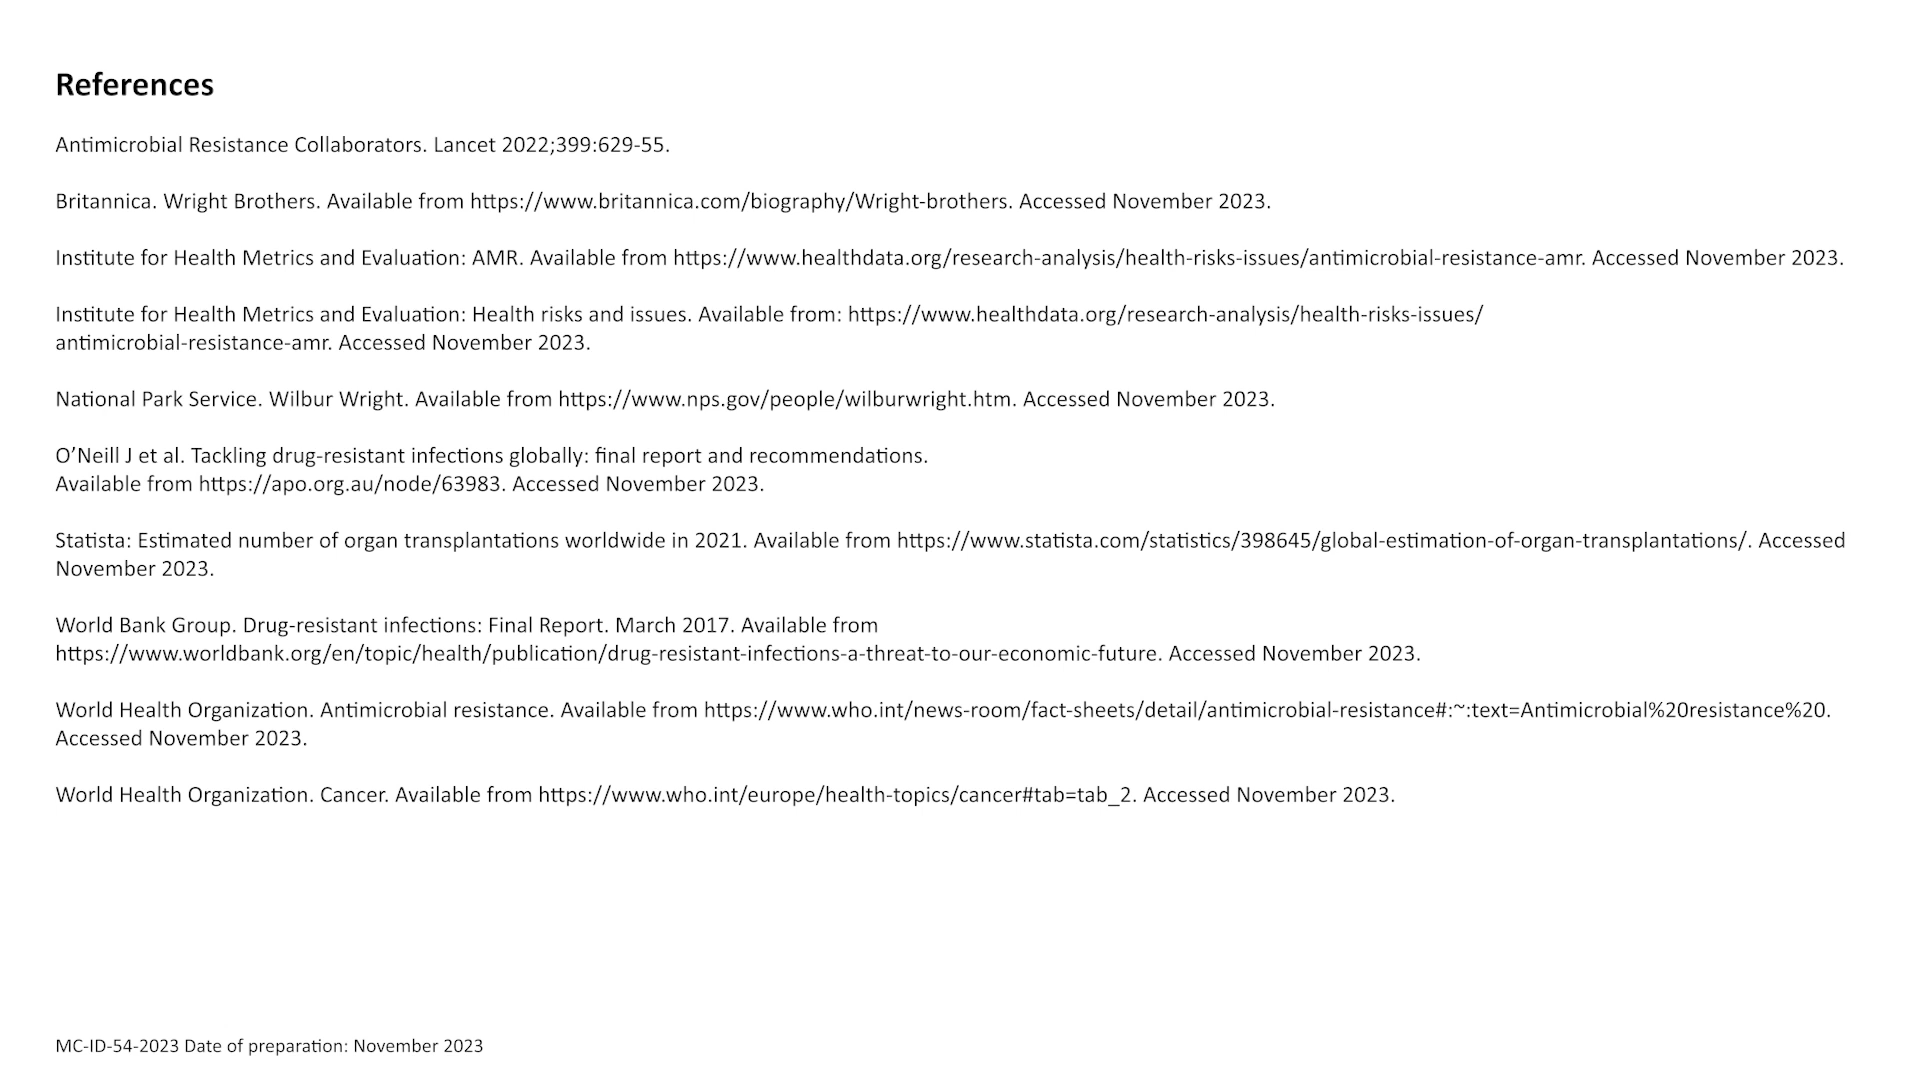 References
Antimicrobial Resistance Collaborators. Lancet 2022;399:629-55.
Britannica. Wright Brothers. Available from https://www.britannica.com/biography/Wright-brothers. Accessed November 2023.
Institute for Health Metrics and Evaluation: AMR. Available from https://www.healthdata.org/research-analysis/health-risks-issues/antimicrobial-resistance-amr. Accessed November 2023.
Institute for Health Metrics and Evaluation: Health risks and issues. Available from: https://www.healthdata.org/research-analysis/health-risks-issues/
antimicrobial-resistance-amr. Accessed November 2023.
National Park Service. Wilbur Wright. Available from https://www.nps.gov/people/wilburwright.htm. Accessed November 2023.
O’Neill J et al. Tackling drug-resistant infections globally: final report and recommendations.
Available from https://apo.org.au/node/63983. Accessed November 2023.
Statista: Estimated number of organ transplantations worldwide in 2021. Available from https://www.statista.com/statistics/398645/global-estimation-of-organ-transplantations/. Accessed
November 2023.
World Bank Group. Drug-resistant infections: Final Report. March 2017. Available from
https://www.worldbank.org/en/topic/health/publication/drug-resistant-infections-a-threat-to-our-economic-future. Accessed November 2023.
World Health Organization. Antimicrobial resistance. Available from https://www.who.int/news-room/fact-sheets/detail/antimicrobial-resistance#:~:text=Antimicrobial%20resistance%20.
Accessed November 2023.
World Health Organization. Cancer. Available from https://www.who.int/europe/health-topics/cancer#tab=tab_2. Accessed November 2023.
MC-ID-54-2023 Date of preparation: November 2023